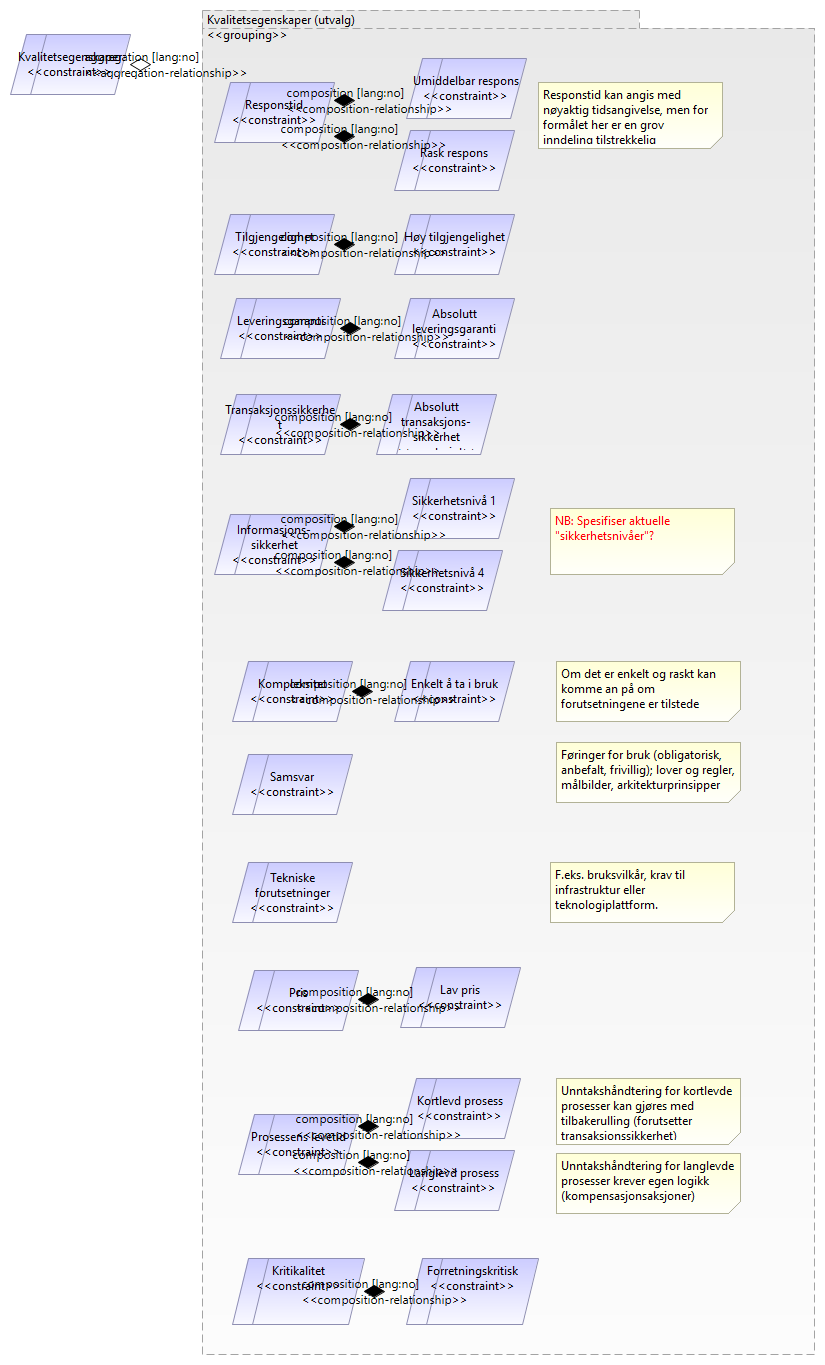 Kvalitetsegenskaper (utvalg)
<<grouping>>
Kvalitetsegenskaper
<<constraint>>
aggregation [lang:no]
<<aggregation-relationship>>
Responstid
<<constraint>>
composition [lang:no]
<<composition-relationship>>
composition [lang:no]
<<composition-relationship>>
Umiddelbar respons
<<constraint>>
Rask respons
<<constraint>>
Responstid kan angis med
nøyaktig tidsangivelse, men for
formålet her er en grov
inndeling tilstrekkelig
Tilgjengelighet
<<constraint>>
composition [lang:no]
<<composition-relationship>>
Høy tilgjengelighet
<<constraint>>
Leveringsgaranti
<<constraint>>
composition [lang:no]
<<composition-relationship>>
Absolutt
leveringsgaranti
<<constraint>>
Transaksjonssikkerhe
t
<<constraint>>
composition [lang:no]
<<composition-relationship>>
Absolutt
transaksjons-
sikkerhet
Informasjons-
sikkerhet
<<constraint>>
composition [lang:no]
<<composition-relationship>>
composition [lang:no]
<<composition-relationship>>
Sikkerhetsnivå 1
<<constraint>>
Sikkerhetsnivå 4
<<constraint>>
NB: Spesifiser aktuelle
"sikkerhetsnivåer"?
Kompleksitet
<<constraint>>
composition [lang:no]
<<composition-relationship>>
Enkelt å ta i bruk
<<constraint>>
Om det er enkelt og raskt kan
komme an på om
forutsetningene er tilstede
Samsvar
<<constraint>>
Føringer for bruk (obligatorisk,
anbefalt, frivillig); lover og regler,
målbilder, arkitekturprinsipper
Tekniske
forutsetninger
<<constraint>>
F.eks. bruksvilkår, krav til
infrastruktur eller
teknologiplattform.
Pris
<<constraint>>
composition [lang:no]
<<composition-relationship>>
Lav pris
<<constraint>>
Prosessens levetid
<<constraint>>
composition [lang:no]
<<composition-relationship>>
composition [lang:no]
<<composition-relationship>>
Kortlevd prosess
<<constraint>>
Langlevd prosess
<<constraint>>
Unntakshåndtering for kortlevde
prosesser kan gjøres med
tilbakerulling (forutsetter
transaksjonssikkerhet)
Unntakshåndtering for langlevde
prosesser krever egen logikk
(kompensasjonsaksjoner)
Kritikalitet
<<constraint>>
composition [lang:no]
<<composition-relationship>>
Forretningskritisk
<<constraint>>